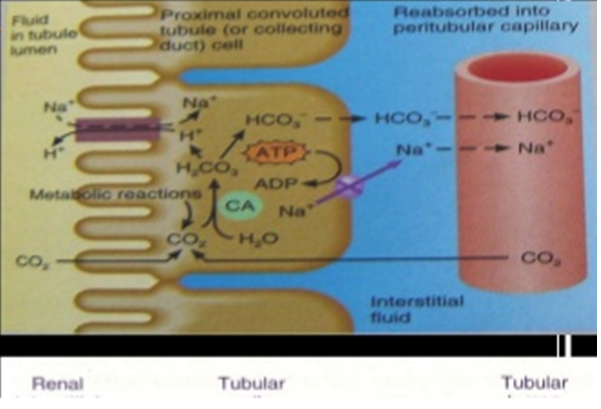 Fluid
in tubule
lumen
Proximal convoluted
tubule (or collecting
duct) cell
Reabsorbed into
peritubular capillary
Na⁺
H⁺
Na⁺
H⁺
HCO₃⁻
HCO₃⁻
HCO₃⁻
ATP
Na⁺
Na⁺
H₂CO₃
ADP
Metabolic reactions
CA
Na⁺
CO₂
H₂O
CO₂
CO₂
Interstitial
fluid
Renal
Tubular
Tubular